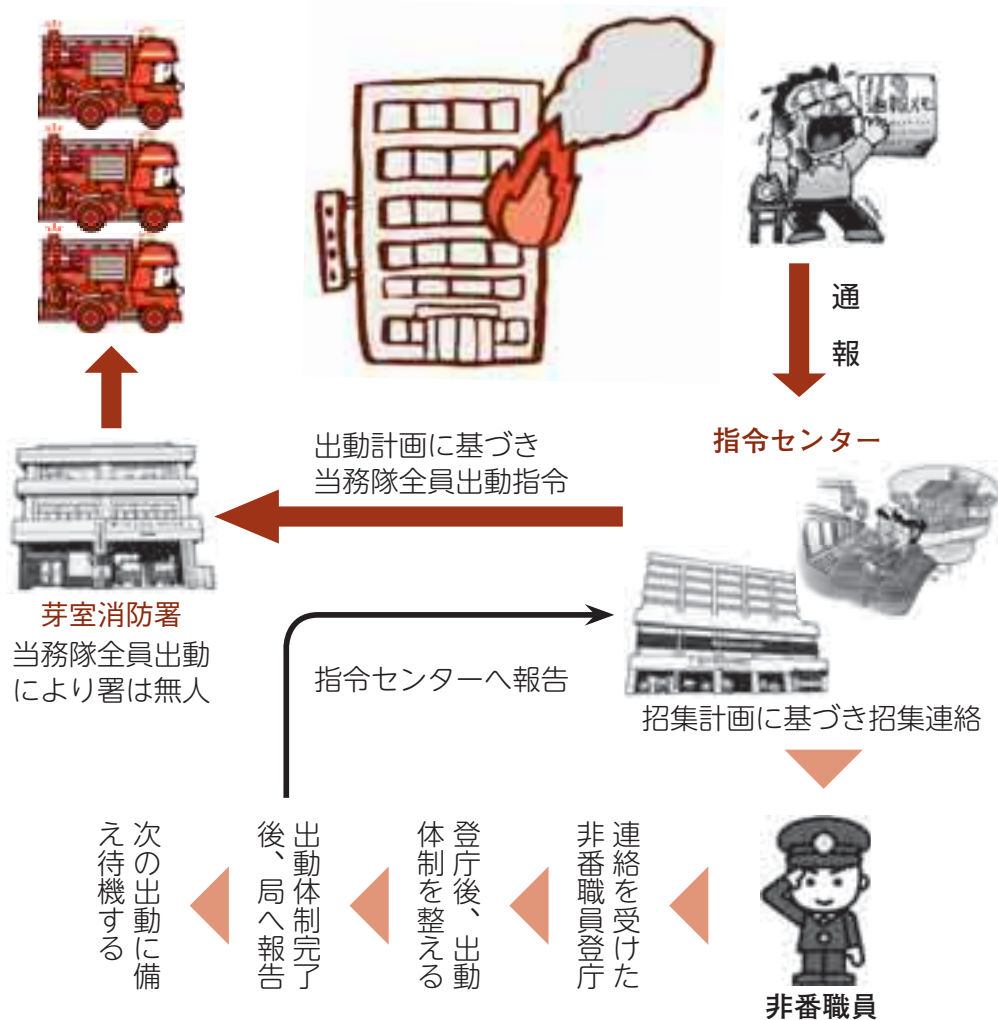 通報
指令センター
出動計画に基づき
当務隊全員出動指令
芽室消防署
当務隊全員出動
により署は無人
指令センターへ報告
招集計画に基づき招集連絡
非番職員
連絡を受けた
非番職員登庁
登庁後、出動
体制を整える
出動体制完了
後、局へ報告
次の出動に備
え待機する